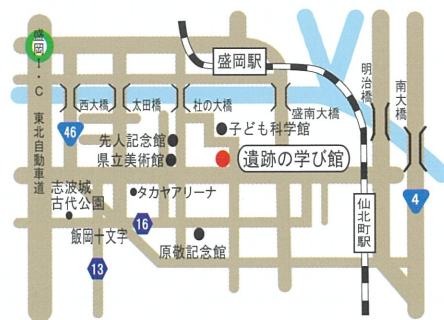 盛岡I・C
東北自動車道
盛岡駅
西大橋
太田橋
杜の大橋
盛南大橋
明治橋
南大橋
46
先人記念館
県立美術館
子ども科学館
遺跡の学び館
志波城
古代公園
タカヤアリーナ
仙北町駅
4
飯岡十文字
16
原敬記念館
13